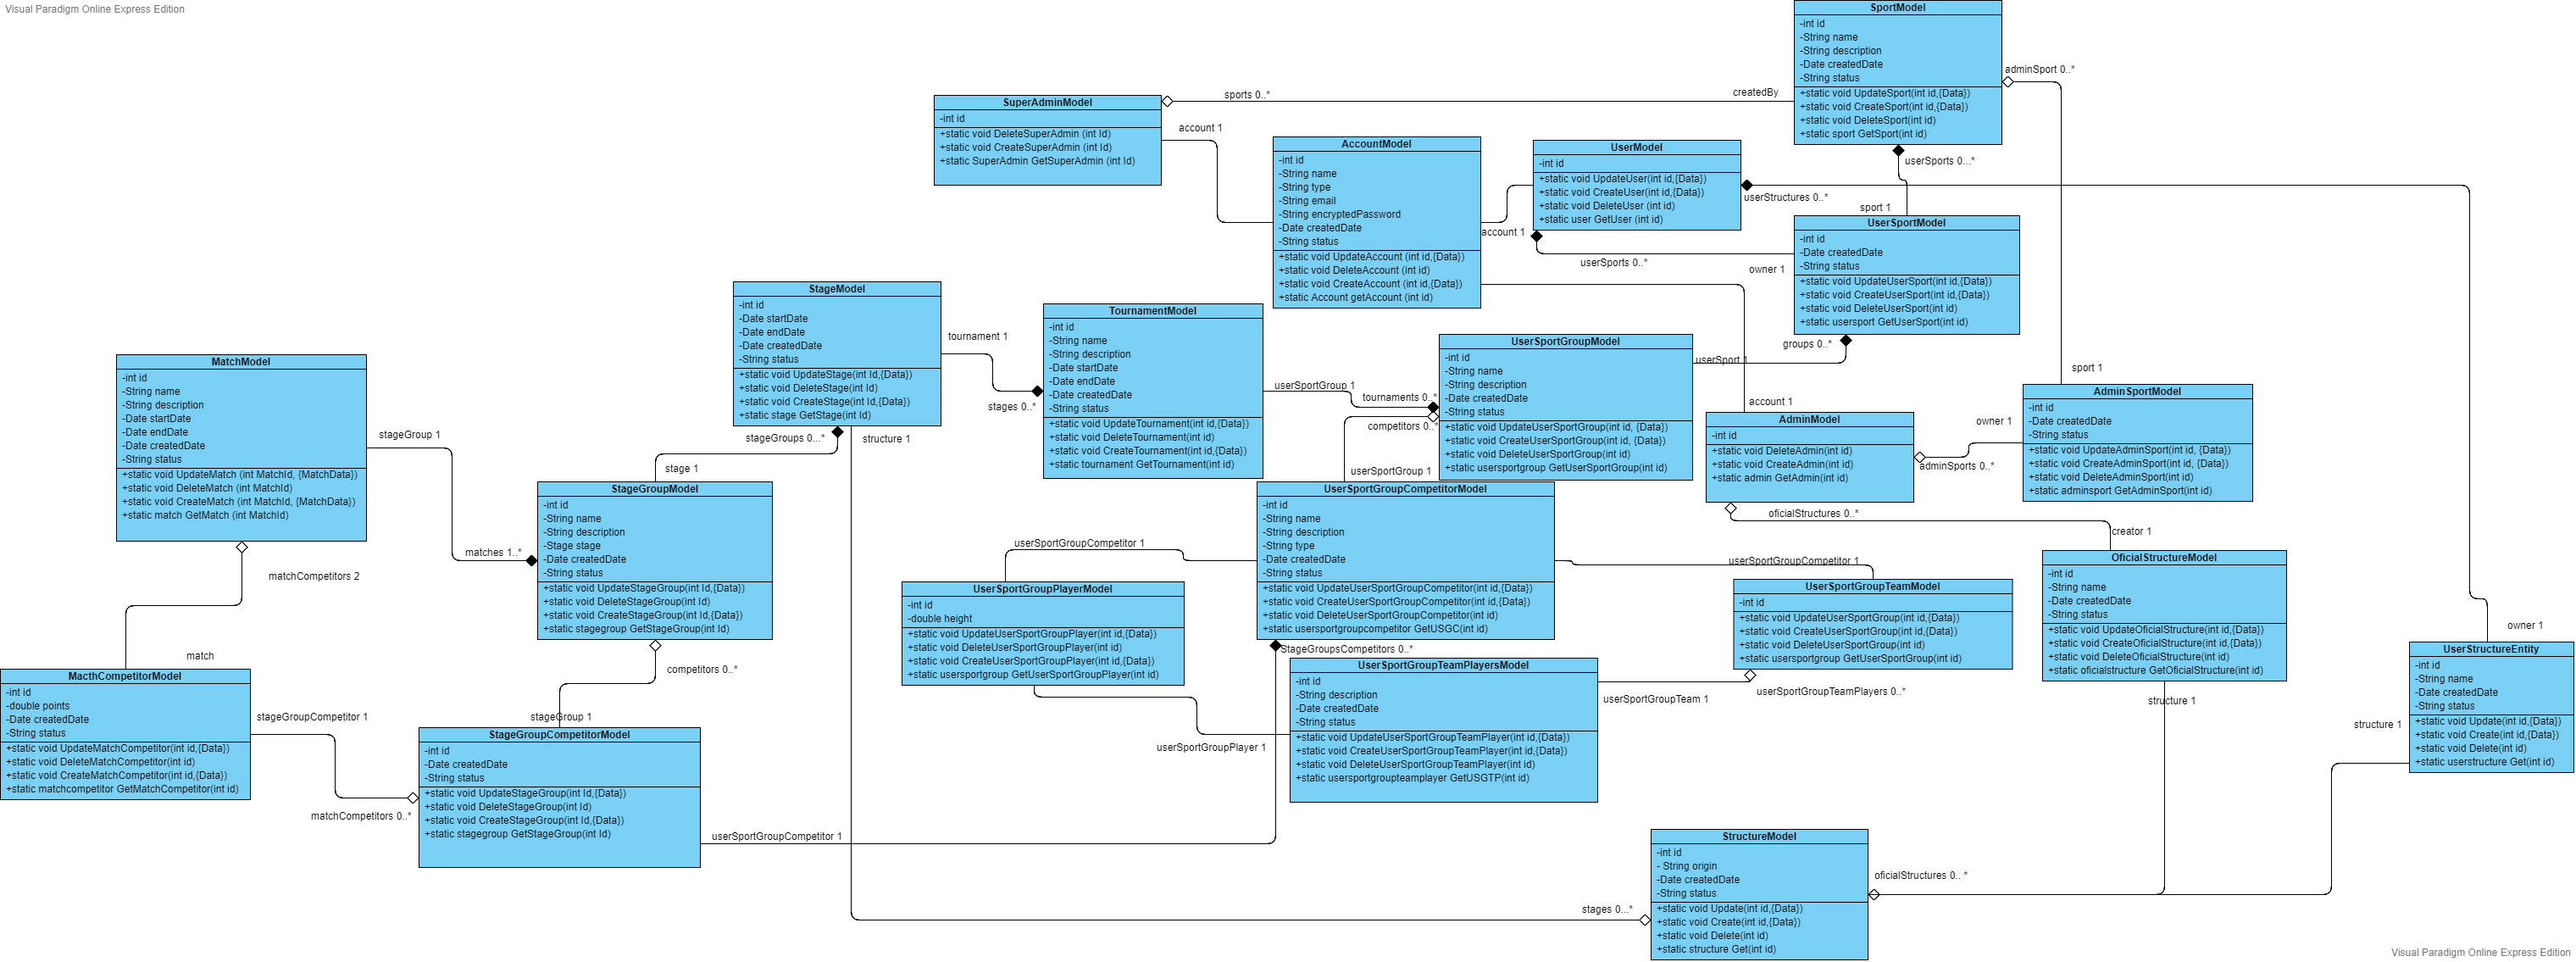 Visual Paradigm Online Express Edition
SportModel
-int id
-String name
-String description
-Date createdDate
-String status
+static void UpdateSport(int id,{Data})
+static void CreateSport(int id,{Data})
+static void DeleteSport(int id)
+static sport GetSport(int id)
adminSport 0..*
sports 0..*
createdBy
SuperAdminModel
-int id
+static void DeleteSuperAdmin (int Id)
+static void CreateSuperAdmin (int Id)
+static SuperAdmin GetSuperAdmin (int Id)
account 1
AccountModel
-int id
-String name
-String type
-String email
-String encryptedPassword
-Date createdDate
-String status
+static void UpdateAccount (int id,{Data})
+static void DeleteAccount (int id)
+static void CreateAccount (int id,{Data})
+static Account getAccount (int id)
UserModel
-int id
+static void UpdateUser(int id,{Data})
+static void CreateUser(int id,{Data})
+static void DeleteUser (int id)
+static user GetUser (int id)
userStructures 0..*
account 1
userSports 0..*
userSports 0...*
sport 1
owner 1
UserSportModel
-int id
-Date createdDate
-String status
+static void UpdateUserSport(int id,{Data})
+static void CreateUserSport(int id,{Data})
+static void DeleteUserSport(int id)
+static usersport GetUserSport(int id)
groups 0..*
userSport 1
StageModel
-int id
-Date startDate
-Date endDate
-Date createdDate
-String status
+static void UpdateStage(int Id,{Data})
+static void DeleteStage(int Id)
+static void CreateStage(int Id,{Data})
+static stage GetStage(int Id)
tournament 1
stages 0..*
stageGroups 0...*
structure 1
stage 1
TournamentModel
-int id
-String name
-String description
-Date startDate
-Date endDate
-Date createdDate
-String status
+static void UpdateTournament(int id,{Data})
+static void DeleteTournament(int id)
+static void CreateTournament(int id,{Data})
+static tournament GetTournament(int id)
userSportGroup 1
tournaments 0..*
competitors 0..*
userSportGroup 1
UserSportGroupModel
-int id
-String name
-String description
-Date createdDate
-String status
+static void UpdateUserSportGroup(int id, {Data})
+static void CreateUserSportGroup(int id, {Data})
+static void DeleteUserSportGroup(int id)
+static usersportgroup GetUserSportGroup(int id)
account 1
AdminModel
-int id
+static void DeleteAdmin(int id)
+static void CreateAdmin(int id)
+static admin GetAdmin(int id)
owner 1
adminSports 0..*
oficialStructures 0..*
sport 1
AdminSportModel
-int id
-Date createdDate
-String status
+static void UpdateAdminSport(int id, {Data})
+static void CreateAdminSport(int id, {Data})
+static void DeleteAdminSport(int id)
+static adminsport GetAdminSport(int id)
creator 1
MatchModel
-int id
-String name
-String description
-Date startDate
-Date endDate
-Date createdDate
-String status
+static void UpdateMatch (int MatchId, {MatchData})
+static void DeleteMatch (int MatchId)
+static void CreateMatch (int MatchId, {MatchData})
+static match GetMatch (int MatchId)
stageGroup 1
matches 1..*
matchCompetitors 2
match
StageGroupModel
-int id
-String name
-String description
-Stage stage
-Date createdDate
-String status
+static void UpdateStageGroup(int Id,{Data})
+static void DeleteStageGroup(int Id)
+static void CreateStageGroup(int Id,{Data})
+static stagegroup GetStageGroup(int Id)
competitors 0..*
stageGroup 1
UserSportGroupCompetitorModel
-int id
-String name
-String description
-String type
-Date createdDate
-String status
+static void UpdateUserSportGroupCompetitor(int id,{Data})
+static void CreateUserSportGroupCompetitor(int id,{Data})
+static void DeleteUserSportGroupCompetitor(int id)
+static usersportgroupcompetitor GetUSGC(int id)
userSportGroupCompetitor 1
userSportGroupCompetitor 1
StageGroupsCompetitors 0..*
UserSportGroupPlayerModel
-int id
-double height
+static void UpdateUserSportGroupPlayer(int id,{Data})
+static void DeleteUserSportGroupPlayer(int id)
+static void CreateUserSportGroupPlayer(int id,{Data})
+static usersportgroup GetUserSportGroupPlayer(int id)
userSportGroupPlayer 1
UserSportGroupTeamModel
-int id
+static void UpdateUserSportGroup(int id,{Data})
+static void CreateUserSportGroup(int id,{Data})
+static void DeleteUserSportGroup(int id)
+static usersportgroup GetUserSportGroup(int id)
userSportGroupTeam 1
userSportGroupTeamPlayers 0..*
OficialStructureModel
-int id
-String name
-Date createdDate
-String status
+static void UpdateOficialStructure(int id,{Data})
+static void CreateOficialStructure(int id,{Data})
+static void DeleteOficialStructure(int id)
+static oficialstructure GetOficialStructure(int id)
structure 1
owner 1
UserStructureEntity
-int id
-String name
-Date createdDate
-String status
+static void Update(int id,{Data})
+static void Create(int id,{Data})
+static void Delete(int id)
+static userstructure Get(int id)
structure 1
UserSportGroupTeamPlayersModel
-int id
-String description
-Date createdDate
-String status
+static void UpdateUserSportGroupTeamPlayer(int id,{Data})
+static void CreateUserSportGroupTeamPlayer(int id,{Data})
+static void DeleteUserSportGroupTeamPlayer(int id)
+static usersportgroupteamplayer GetUSGTP(int id)
MacthCompetitorModel
-int id
-double points
-Date createdDate
-String status
+static void UpdateMatchCompetitor(int id,{Data})
+static void DeleteMatchCompetitor(int id)
+static void CreateMatchCompetitor(int id,{Data})
+static matchcompetitor GetMatchCompetitor(int id)
stageGroupCompetitor 1
matchCompetitors 0..*
StageGroupCompetitorModel
-int id
-Date createdDate
-String status
+static void UpdateStageGroup(int Id,{Data})
+static void DeleteStageGroup(int Id)
+static void CreateStageGroup(int Id,{Data})
+static stagegroup GetStageGroup(int Id)
userSportGroupCompetitor 1
StructureModel
-int id
- String origin
-Date createdDate
-String status
+static void Update(int id,{Data})
+static void Create(int id,{Data})
+static void Delete(int id)
+static structure Get(int id)
oficialStructures 0.. *
stages 0...*
Visual Paradigm Online Express Edition